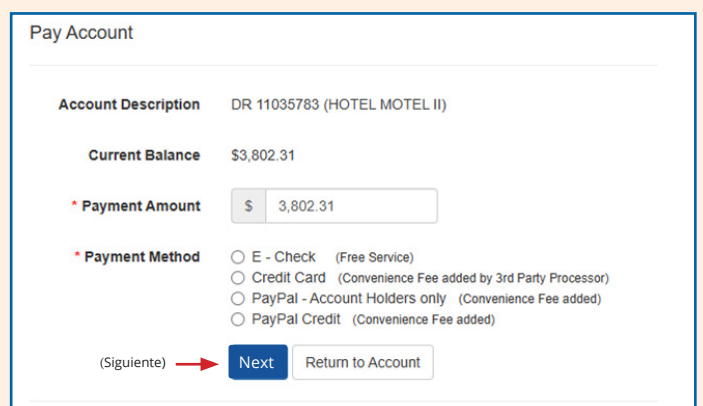 Pay Account
Account Description DR 11035783 (HOTEL MOTEL II)
Current Balance $3,802.31
* Payment Amount $ 3,802.31
* Payment Method E - Check (Free Service)
Credit Card (Convenience Fee added by 3rd Party Processor)
PayPal - Account Holders only (Convenience Fee added)
PayPal Credit (Convenience Fee added)
(Siguiente) Next Return to Account